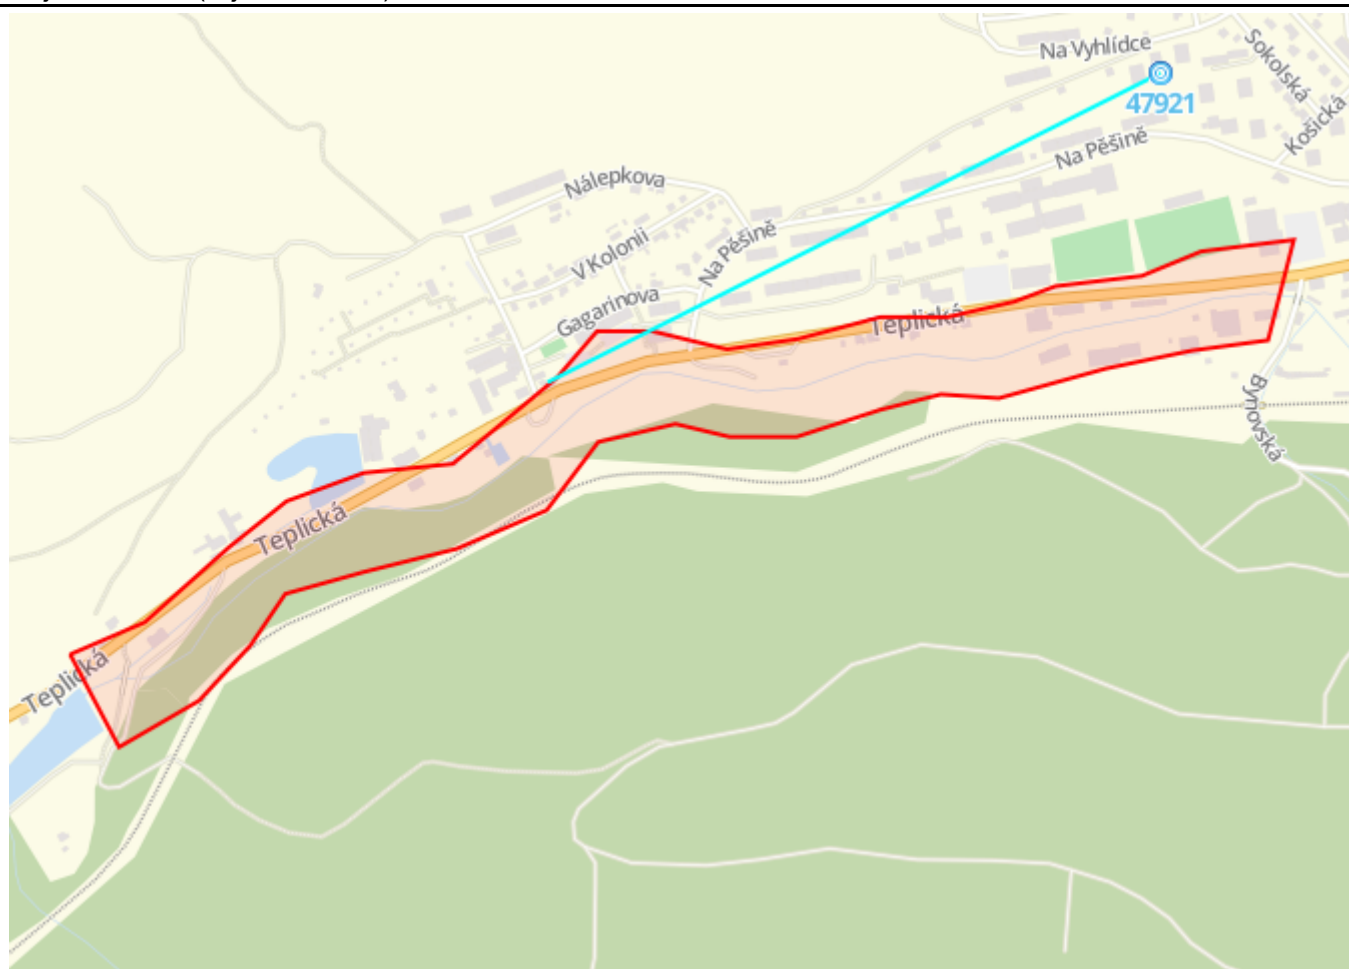 Na Vyhlídce
Sokolská
47921
Košická
Na Pěšině
Nálepkova
V Kolonii
Na Pěšině
Gagarinova
Teplická
Bynovská
Teplická
Teplická